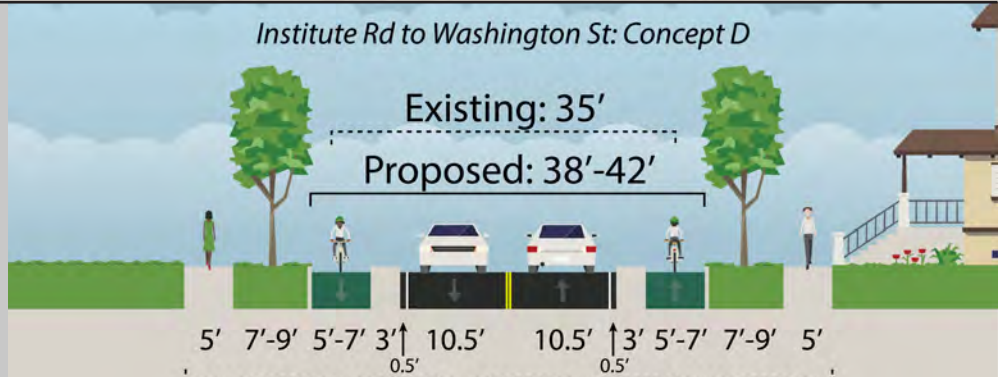 Institute Rd to Washington St: Concept D
Existing: 35’
Proposed: 38’-42’
5’ 7’-9’ 5’-7’ 3’ 10.5’ 10.5’ 3’ 5’-7’ 7’-9’ 5’
0.5’ 0.5’